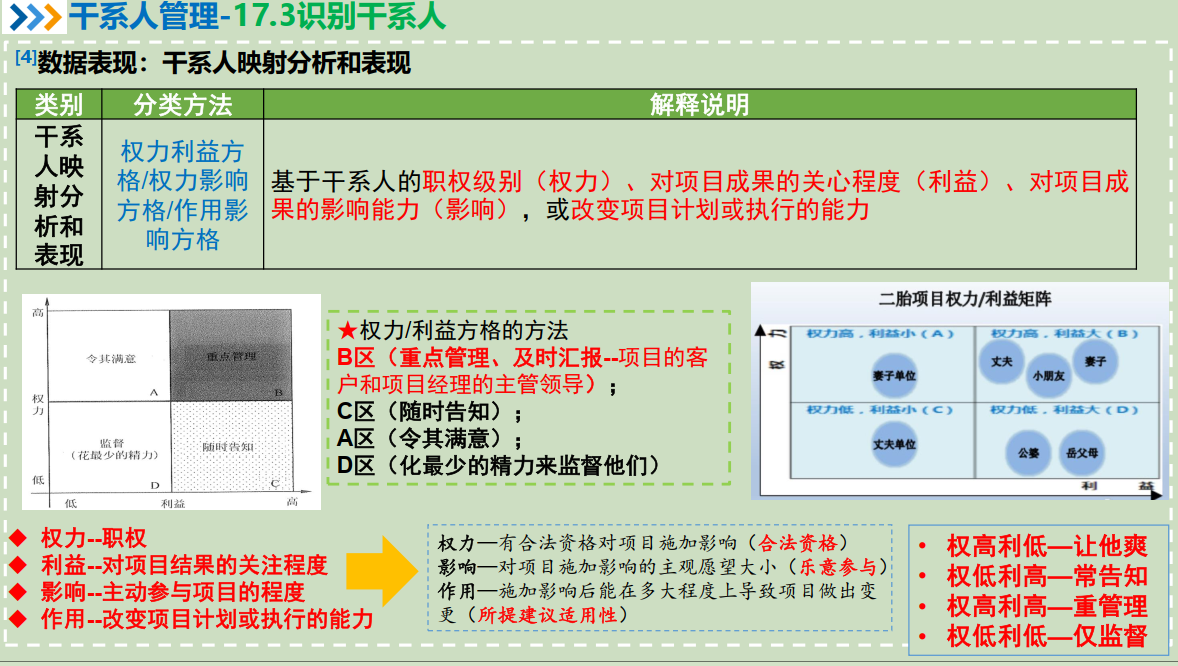 干系人管理-17.3识别干系人
[4]数据表现：干系人映射分析和表现
类别 分类方法 解释说明
干系
人映
射分
析和
表现
权力利益方
格/权力影响
方格/作用影
响方格
基于干系人的职权级别（权力）、对项目成果的关心程度（利益）、对项目成
果的影响能力（影响），或改变项目计划或执行的能力
高
权
力
低
令其满意
A
重点管理
B
监督
（花最少的精力）
D
随时告知
C
低 利益 高
★权力/利益方格的方法
B区（重点管理、及时汇报--项目的客
户和项目经理的主管领导）；
C区（随时告知）；
A区（令其满意）；
D区（化最少的精力来监督他们）
二胎项目权力/利益矩阵
权力
权力高，利益小（A）
妻子单位
权力高，利益大（B）
丈夫
小朋友
妻子
权力低，利益小（C）
丈夫单位
权力低，利益大（D）
公婆
岳父母
利 益
◆ 权力--职权
◆ 利益--对项目结果的关注程度
◆ 影响--主动参与项目的程度
◆ 作用--改变项目计划或执行的能力
权力—有合法资格对项目施加影响（合法资格）
影响—对项目施加影响的主观愿望大小（乐意参与）
作用—施加影响后能在多大程度上导致项目做出变
更（所提建议适用性）
• 权高利低—让他爽
• 权低利高—常告知
• 权高利高—重管理
• 权低利低—仅监督